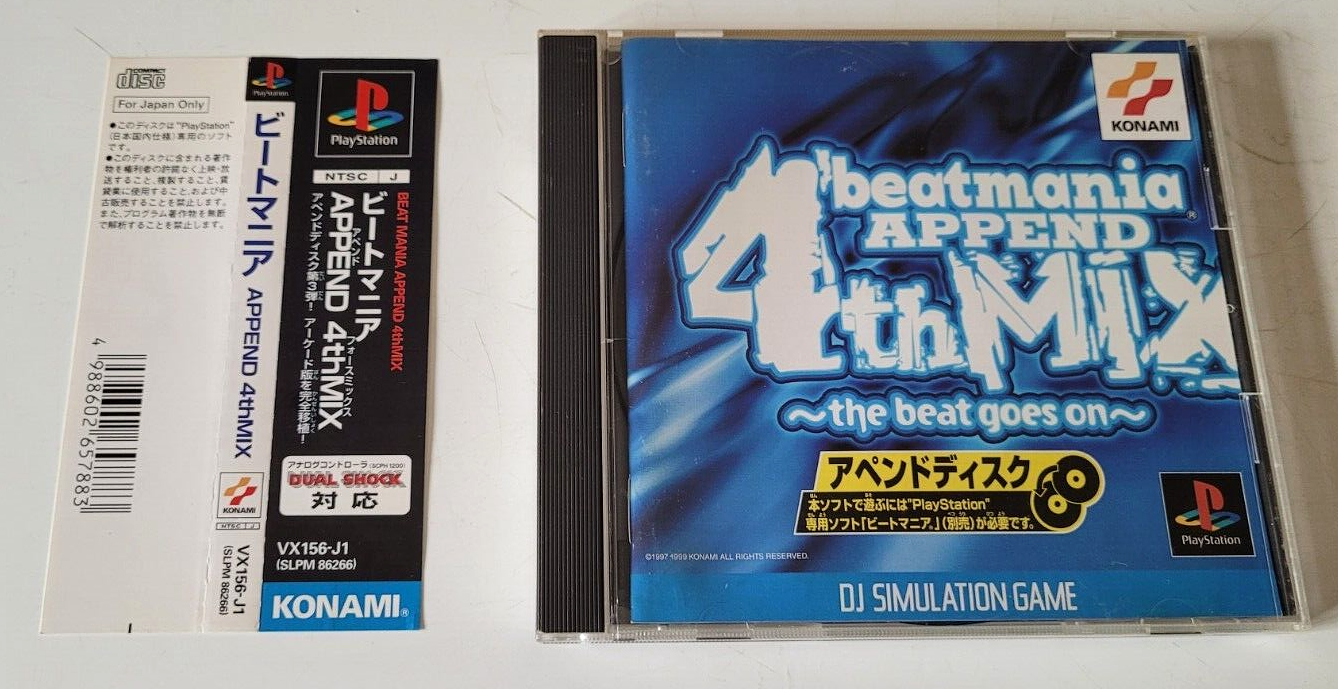 COMPACT
disc
For Japan Only
●このディスクは"PlayStation"
(日本国内仕様)専用のソフト
です。
●このディスクに含まれる著作
物を権利者の許諾なく上映・放
送すること、複製すること、賃
貸業に使用すること、および中
古販売することを禁止します。
また、プログラム著作物を無断
で解析することを禁止します。
4 988602 657883
PlayStation
ビートマニア APPEND 4thMIX
KONAMI
NTSC J
VX156-J1
(SLPM 86266)
PlayStation
NTSC J
BEAT MANIA APPEND 4thMIX
ビートマニア
アペンド フォースミックス
APPEND 4thMIX
アペンドディスク第3弾! アーケード版を完全移植!
アナログコントローラ(SCPH 1200)
DUAL SHOCK
対応
VX156-J1
(SLPM 86266)
KONAMI®
KONAMI
beatmania®
APPEND
4thMiX
～the beat goes on～
アペンドディスク
本ソフトで遊ぶには"PlayStation"
専用ソフト「ビートマニア」(別売)が必要です。
PlayStation
©1997 1999 KONAMI ALL RIGHTS RESERVED.
DJ SIMULATION GAME